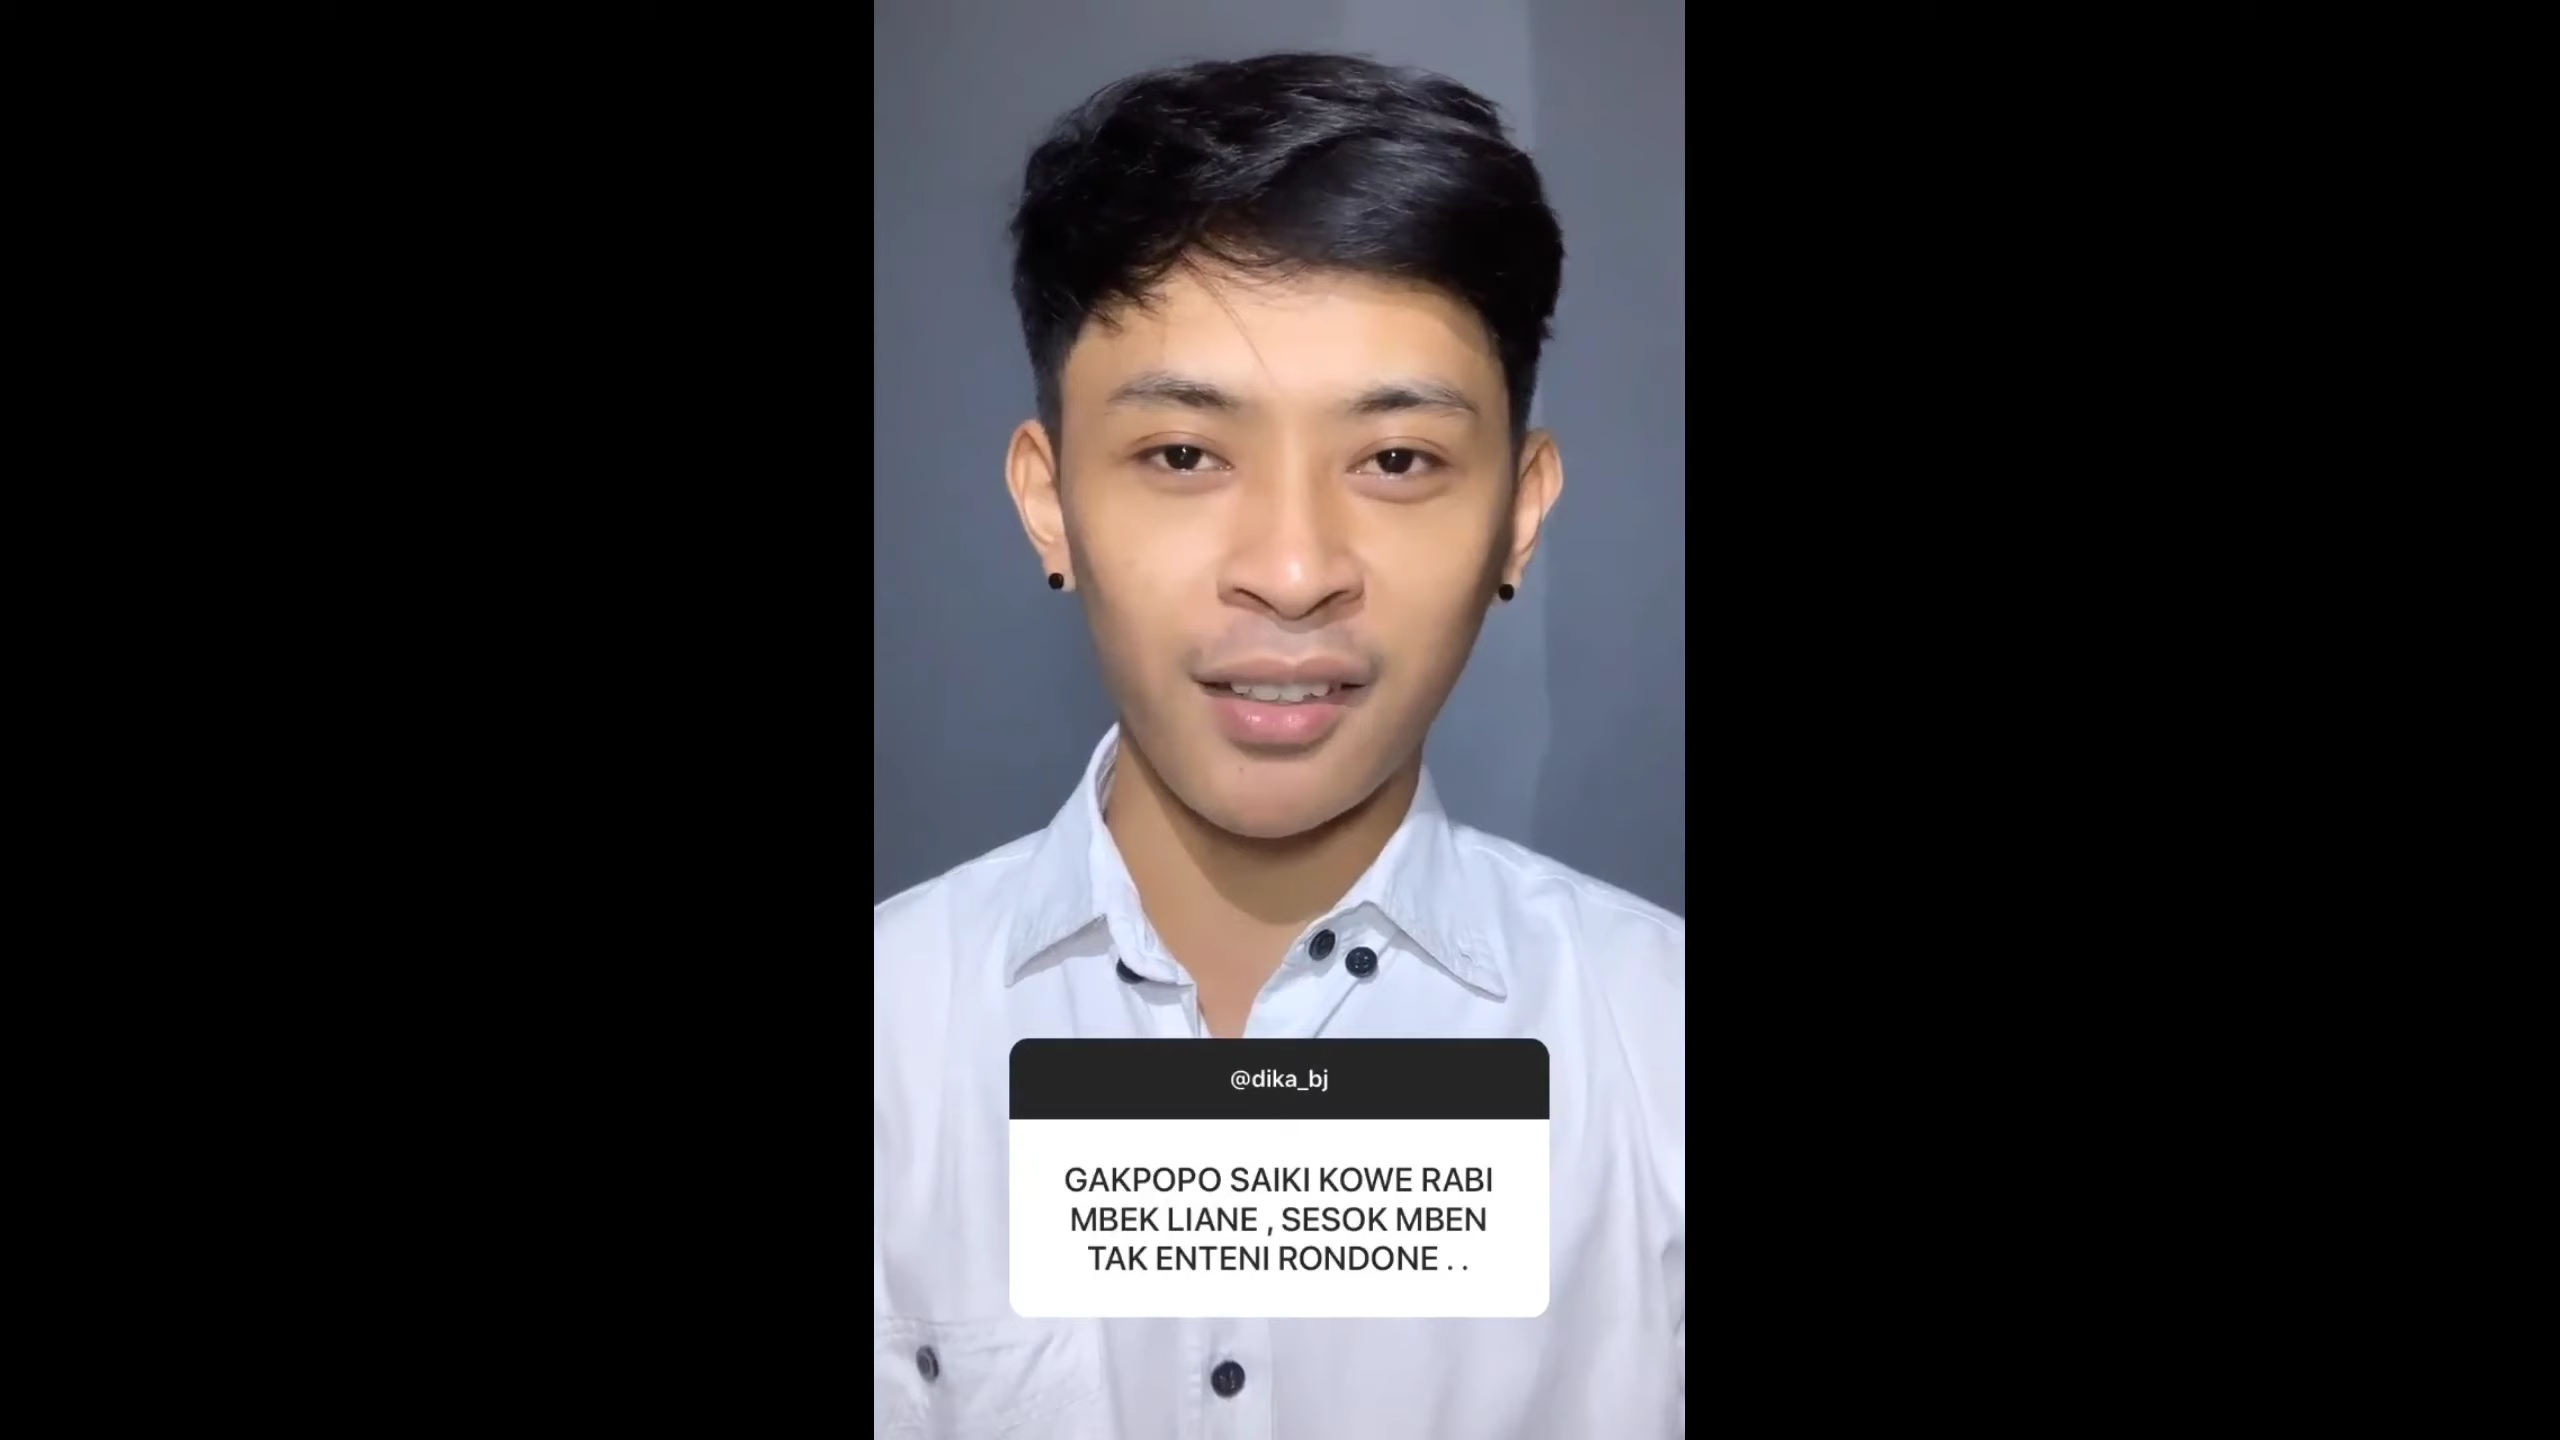 @dika_bj
GAKPOPO SAIKI KOWE RABI
MBEK LIANE , SESOK MBEN
TAK ENTENI RONDONE . .